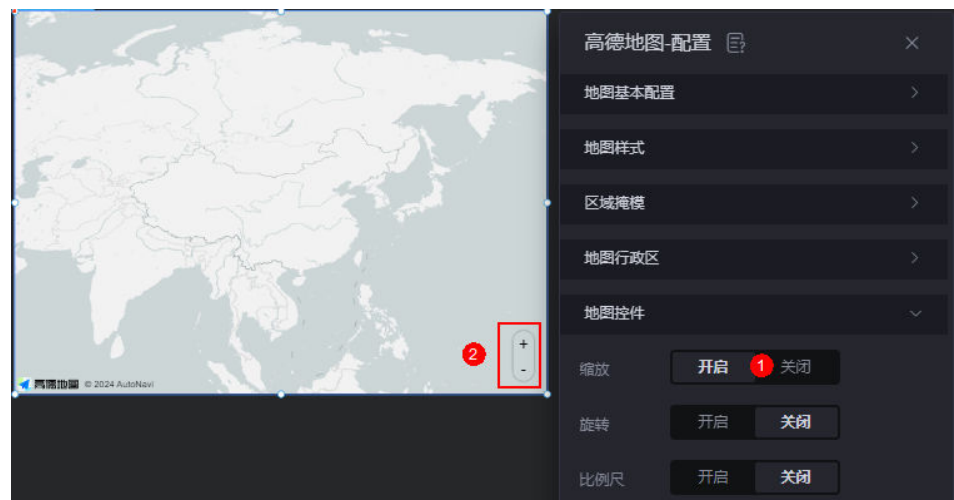 高德地图-配置
地图基本配置
地图样式
区域掩模
地图行政区
地图控件
缩放 开启 1 关闭
旋转 开启 关闭
比例尺 开启 关闭
2
+
-
高德地图 © 2024 AutoNavi